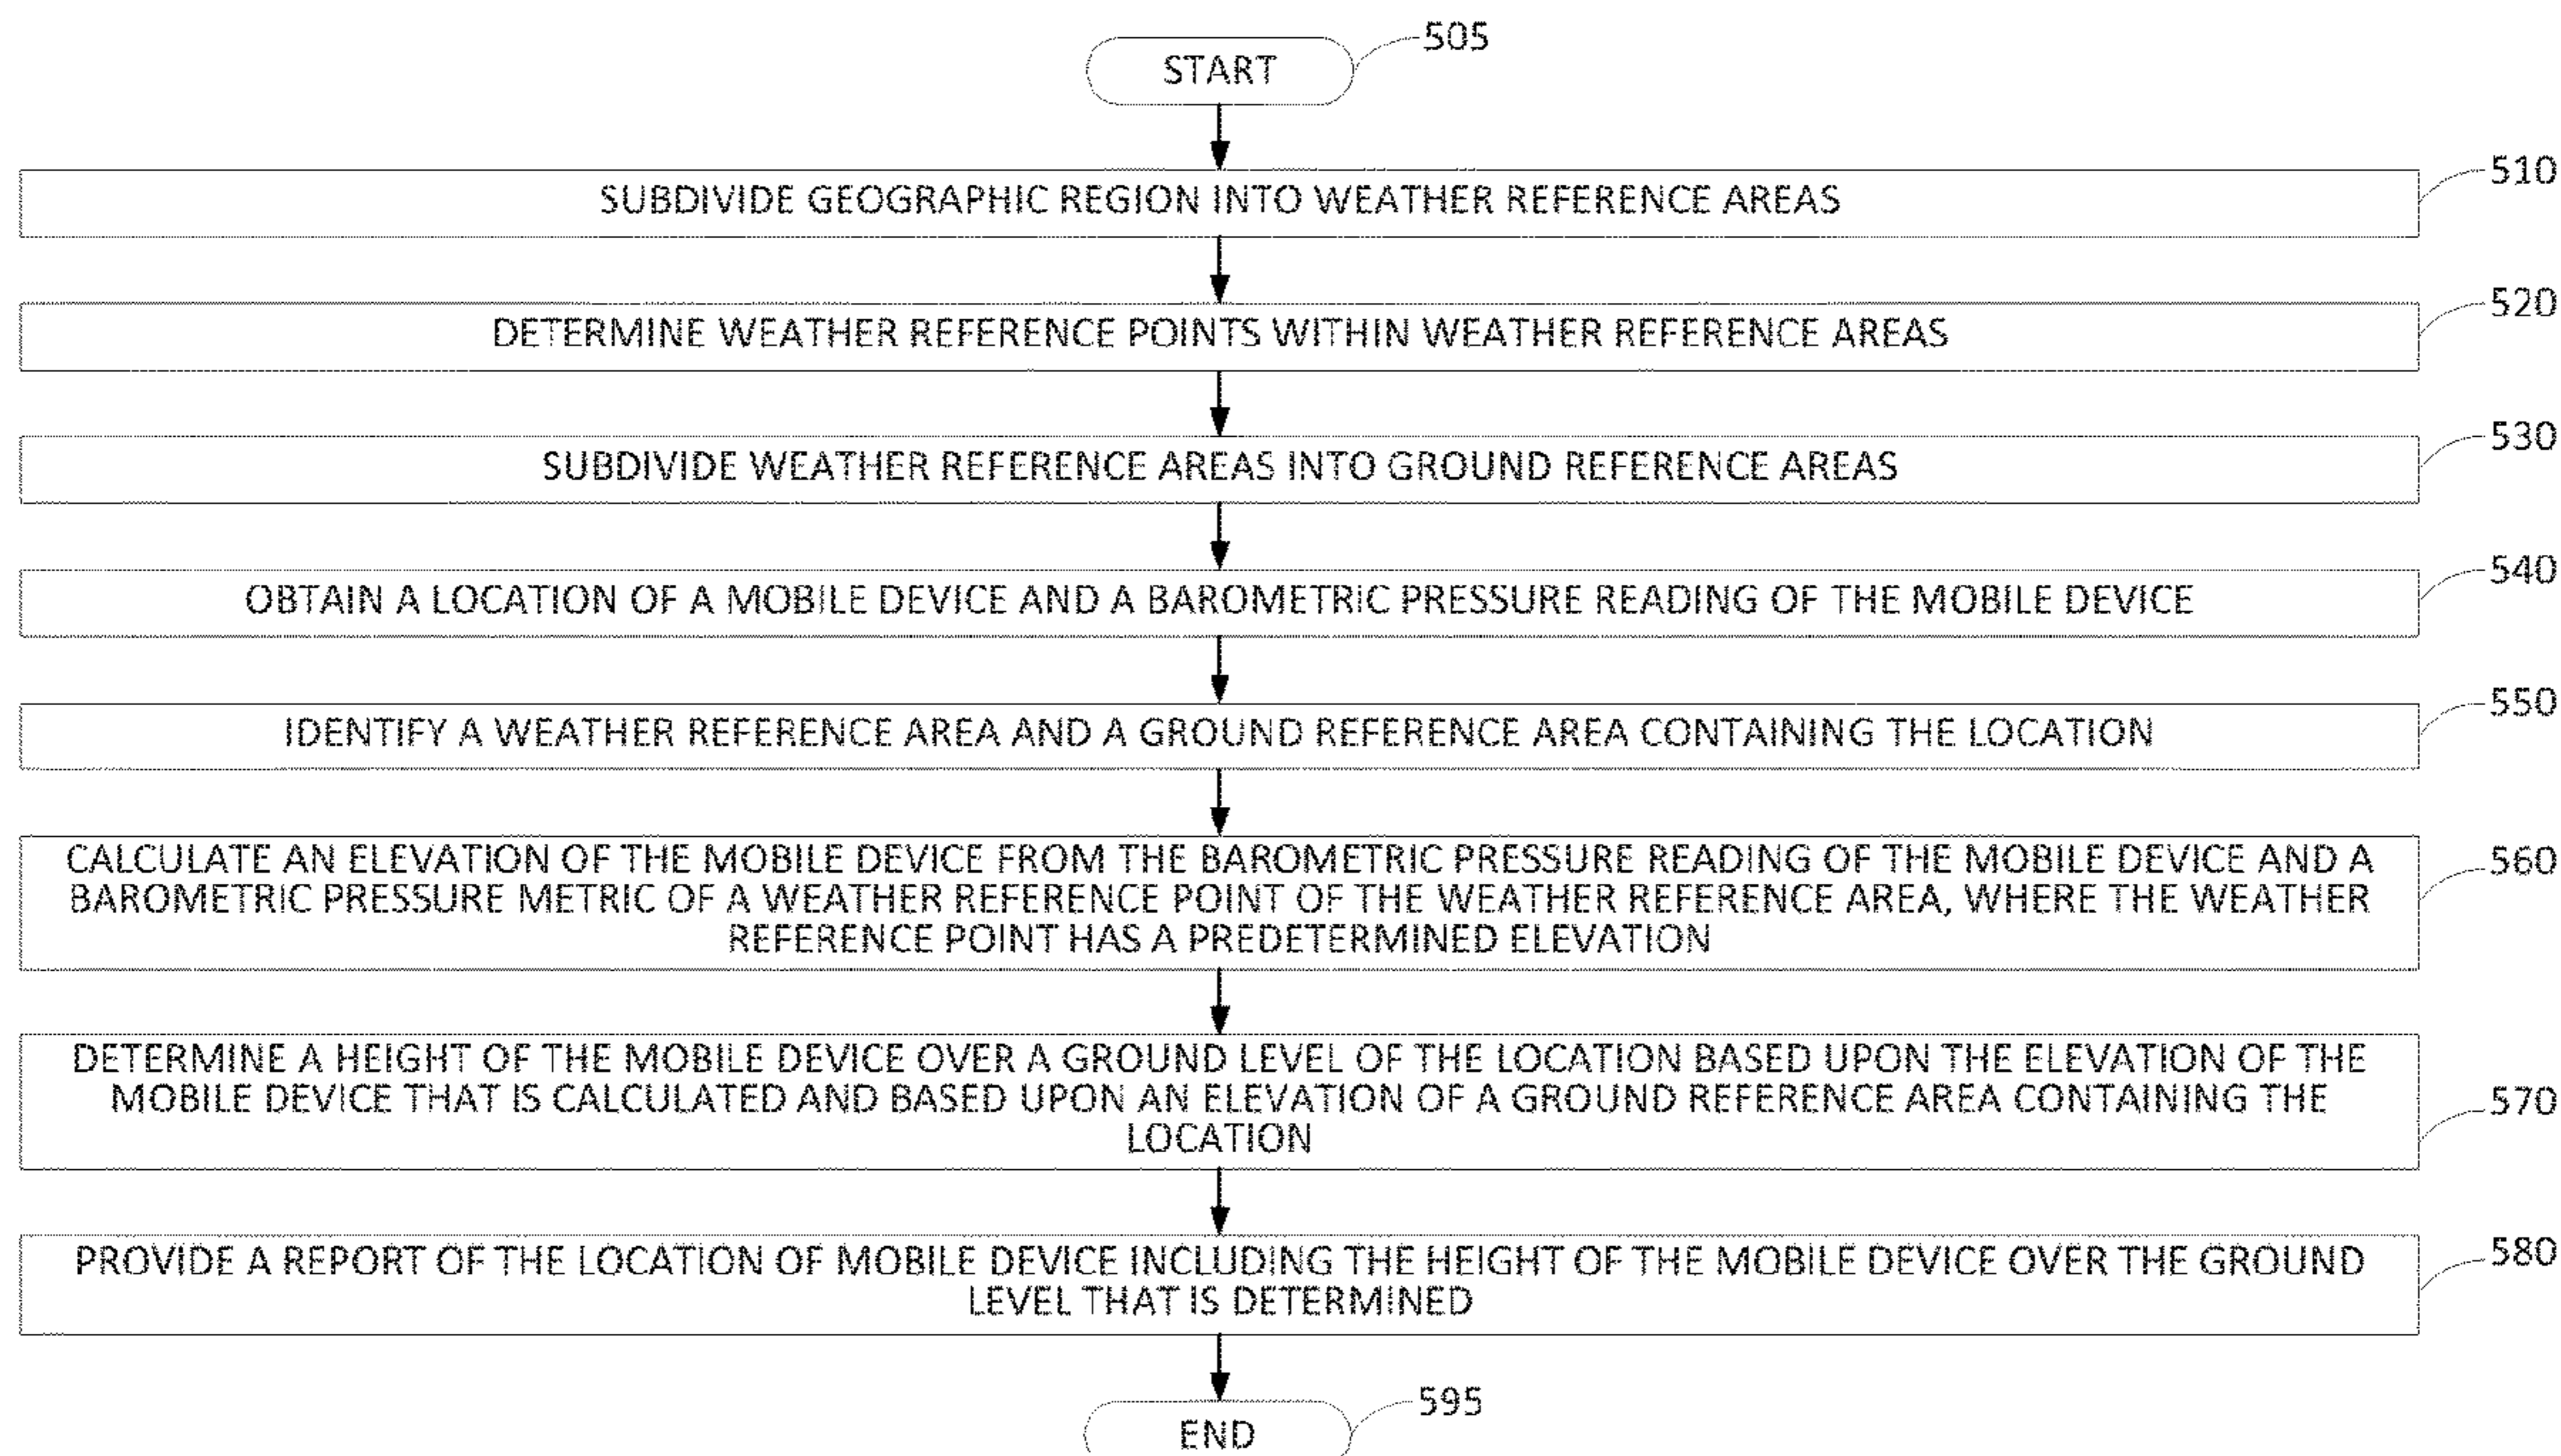 START
505
SUBDIVIDE GEOGRAPHIC REGION INTO WEATHER REFERENCE AREAS
510
DETERMINE WEATHER REFERENCE POINTS WITHIN WEATHER REFERENCE AREAS
520
SUBDIVIDE WEATHER REFERENCE AREAS INTO GROUND REFERENCE AREAS
530
OBTAIN A LOCATION OF A MOBILE DEVICE AND A BAROMETRIC PRESSURE READING OF THE MOBILE DEVICE
540
IDENTIFY A WEATHER REFERENCE AREA AND A GROUND REFERENCE AREA CONTAINING THE LOCATION
550
CALCULATE AN ELEVATION OF THE MOBILE DEVICE FROM THE BAROMETRIC PRESSURE READING OF THE MOBILE DEVICE AND A
BAROMETRIC PRESSURE METRIC OF A WEATHER REFERENCE POINT OF THE WEATHER REFERENCE AREA, WHERE THE WEATHER
REFERENCE POINT HAS A PREDETERMINED ELEVATION
560
DETERMINE A HEIGHT OF THE MOBILE DEVICE OVER A GROUND LEVEL OF THE LOCATION BASED UPON THE ELEVATION OF THE
MOBILE DEVICE THAT IS CALCULATED AND BASED UPON AN ELEVATION OF A GROUND REFERENCE AREA CONTAINING THE
LOCATION
570
PROVIDE A REPORT OF THE LOCATION OF MOBILE DEVICE INCLUDING THE HEIGHT OF THE MOBILE DEVICE OVER THE GROUND
LEVEL THAT IS DETERMINED
580
END
595